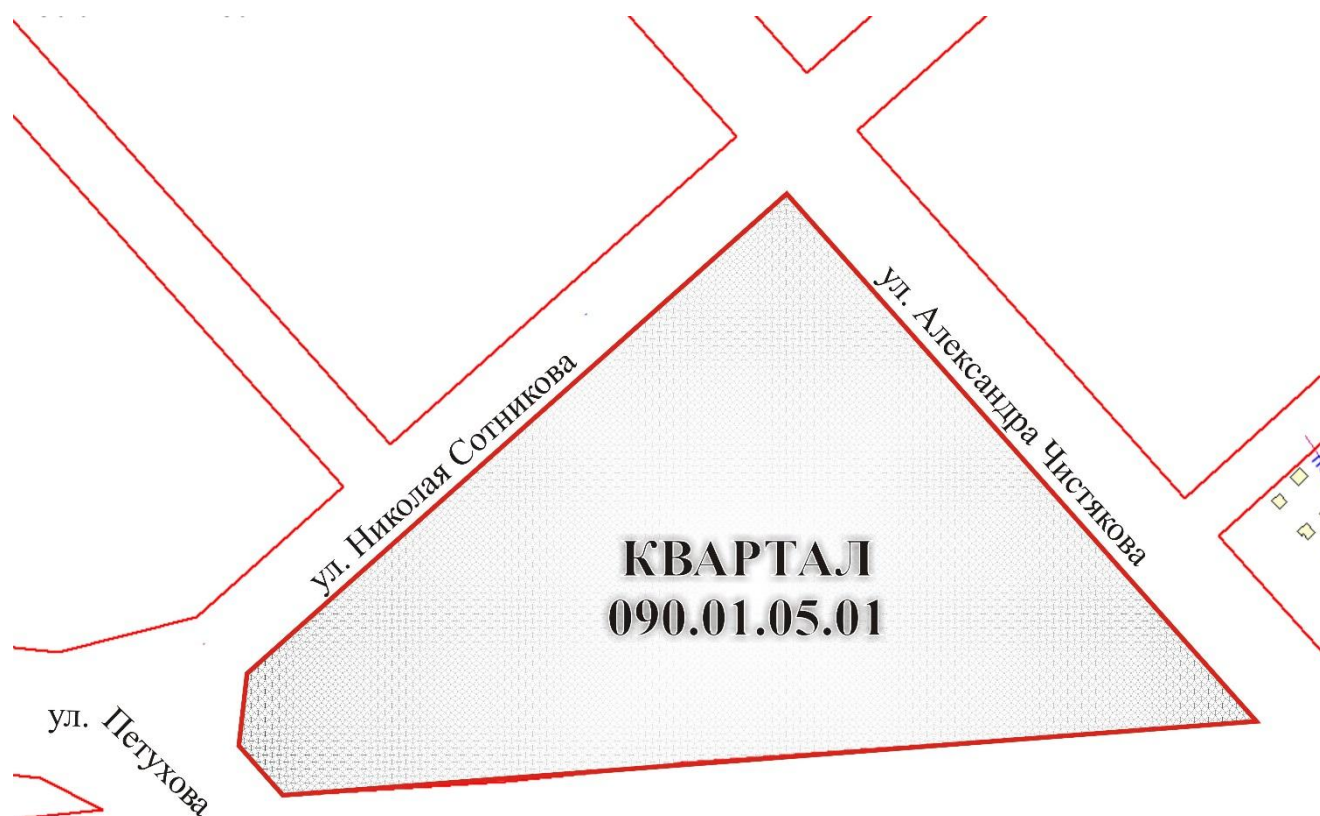 ул. Александра Чистякова
ул. Николая Сотникова
КВАРТАЛ
090.01.05.01
ул. Петухова